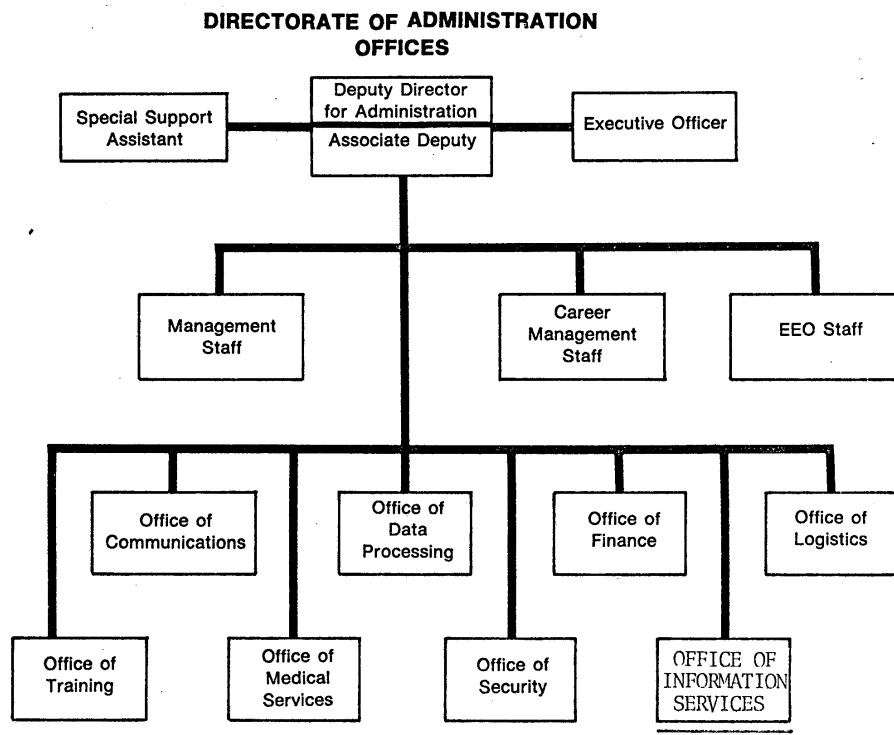 DIRECTORATE OF ADMINISTRATION
OFFICES
Special Support
Assistant
Deputy Director
for Administration
Associate Deputy
Executive Officer
Management
Staff
Career
Management
Staff
EEO Staff
Office of
Communications
Office of
Data
Processing
Office of
Finance
Office of
Logistics
Office of
Training
Office of
Medical
Services
Office of
Security
OFFICE OF
INFORMATION
SERVICES